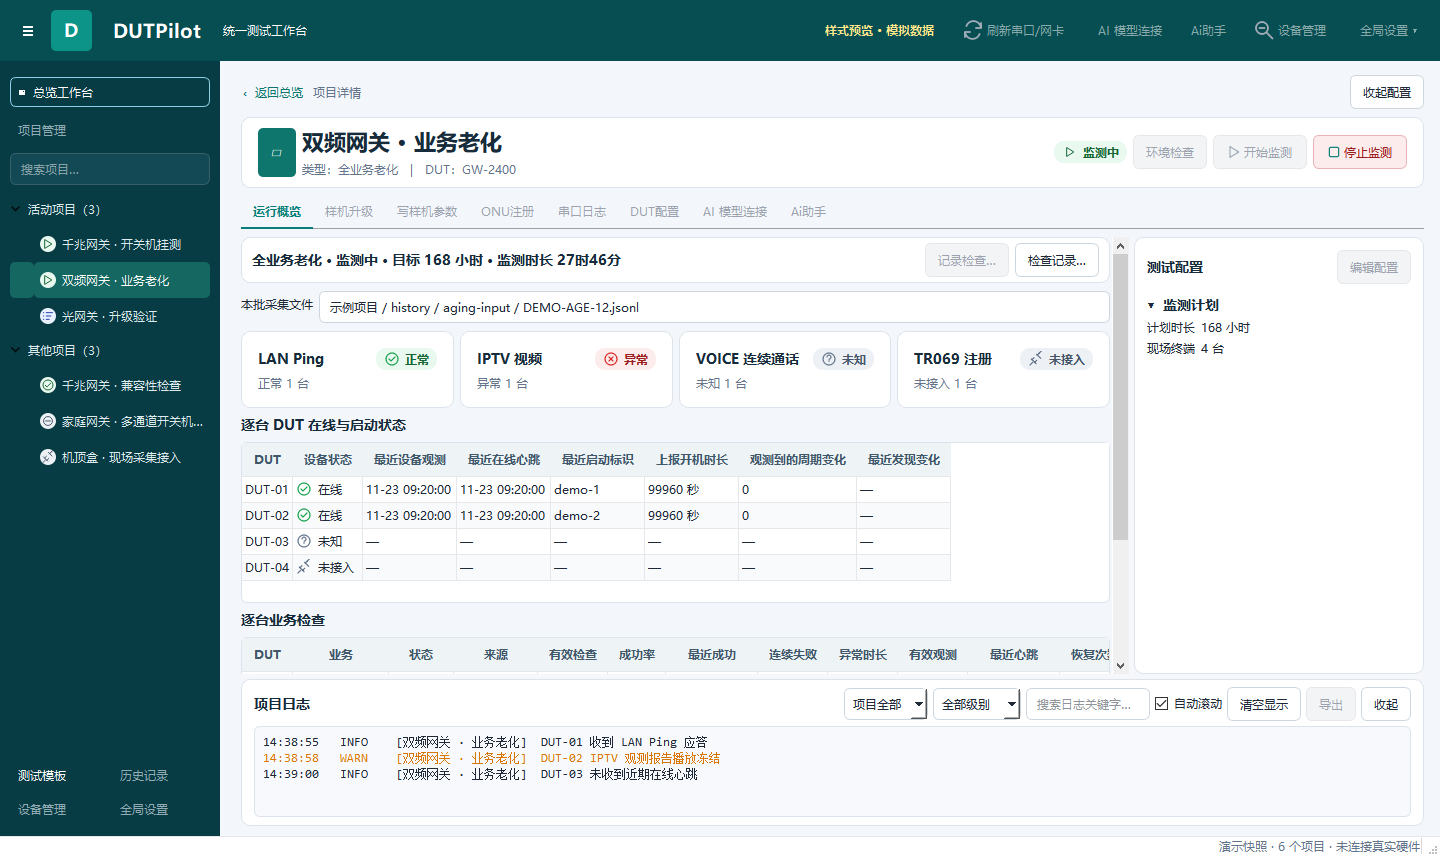 D DUTPilot 统一测试工作台 样式预览 • 模拟数据 刷新串口/网卡 AI 模型连接 Ai助手 设备管理 全局设置
总览工作台
项目管理
搜索项目...
活动项目（3）
千兆网关 · 开关机挂测
双频网关 · 业务老化
光网关 · 升级验证
其他项目（3）
千兆网关 · 兼容性检查
家庭网关 · 多通道开关机...
机顶盒 · 现场采集接入
测试模板 历史记录
设备管理 全局设置
‹ 返回总览 项目详情 收起配置
双频网关 • 业务老化
类型：全业务老化 | DUT：GW-2400
监测中 环境检查 开始监测 停止监测
运行概览 样机升级 写样机参数 ONU注册 串口日志 DUT配置 AI 模型连接 Ai助手
全业务老化 • 监测中 • 目标 168 小时 • 监测时长 27时46分 记录检查... 检查记录...
本批采集文件 示例项目 / history / aging-input / DEMO-AGE-12.jsonl
LAN Ping 正常
正常 1 台
IPTV 视频 异常
异常 1 台
VOICE 连续通话 未知
未知 1 台
TR069 注册 未接入
未接入 1 台
逐台 DUT 在线与启动状态
DUT 设备状态 最近设备观测 最近在线心跳 最近启动标识 上报开机时长 观测到的周期变化 最近发现变化
DUT-01 在线 11-23 09:20:00 11-23 09:20:00 demo-1 99960 秒 0 —
DUT-02 在线 11-23 09:20:00 11-23 09:20:00 demo-2 99960 秒 0 —
DUT-03 未知 — — — — — —
DUT-04 未接入 — — — — — —
逐台业务检查
DUT 业务 状态 来源 有效检查 成功率 最近成功 连续失败 异常时长 有效观测 最近心跳 恢复次
测试配置 编辑配置
监测计划
计划时长 168 小时
现场终端 4 台
项目日志 项目全部 全部级别 搜索日志关键字... 自动滚动 清空显示 导出 收起
14:38:55 INFO [双频网关 · 业务老化] DUT-01 收到 LAN Ping 应答
14:38:58 WARN [双频网关 · 业务老化] DUT-02 IPTV 观测报告播放冻结
14:39:00 INFO [双频网关 · 业务老化] DUT-03 未收到近期在线心跳
演示快照 · 6 个项目 · 未连接真实硬件